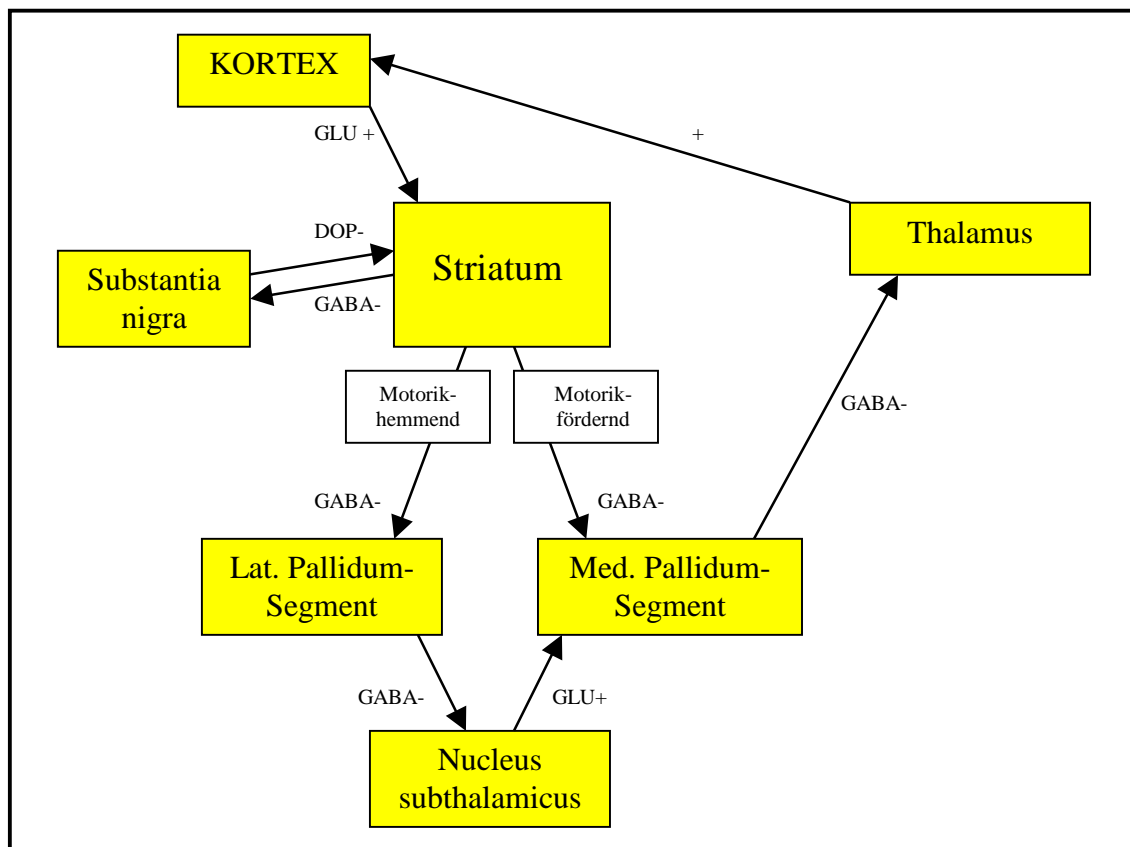 KORTEX
GLU +
+
Thalamus
DOP-
Striatum
Substantia
nigra
GABA-
Motorik-
hemmend
Motorik-
fördernd
GABA-
GABA-
GABA-
Lat. Pallidum-
Segment
Med. Pallidum-
Segment
GABA-
GLU+
Nucleus
subthalamicus